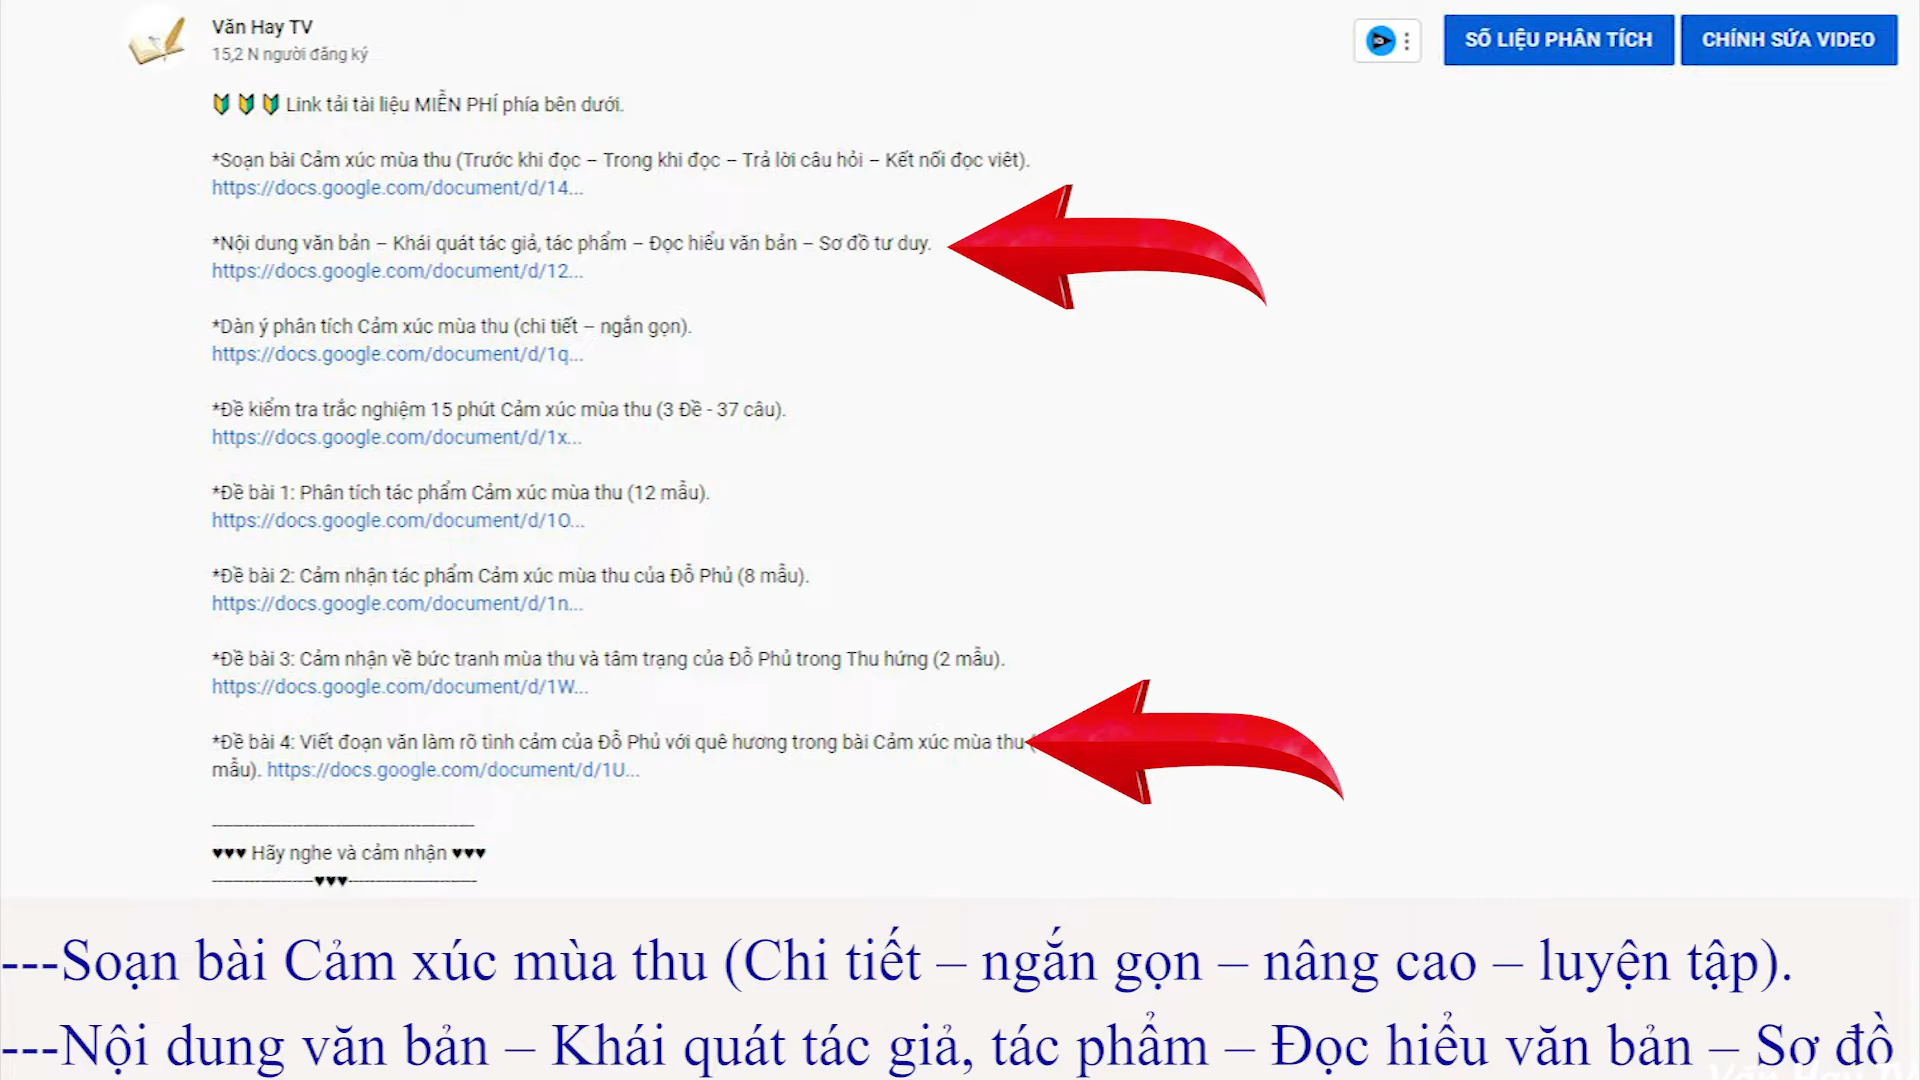 Văn Hay TV
15,2 N người đăng ký
SỐ LIỆU PHÂN TÍCH
CHỈNH SỬA VIDEO
Link tải tài liệu MIỄN PHÍ phía bên dưới.
*Soạn bài Cảm xúc mùa thu (Trước khi đọc – Trong khi đọc – Trả lời câu hỏi – Kết nối đọc viêt).
https://docs.google.com/document/d/14...
*Nội dung văn bản – Khái quát tác giả, tác phẩm – Đọc hiểu văn bản – Sơ đồ tư duy.
https://docs.google.com/document/d/12...
*Dàn ý phân tích Cảm xúc mùa thu (chi tiết – ngắn gọn).
https://docs.google.com/document/d/1q...
*Đề kiểm tra trắc nghiệm 15 phút Cảm xúc mùa thu (3 Đề - 37 câu).
https://docs.google.com/document/d/1x...
*Đề bài 1: Phân tích tác phẩm Cảm xúc mùa thu (12 mẫu).
https://docs.google.com/document/d/1O...
*Đề bài 2: Cảm nhận tác phẩm Cảm xúc mùa thu của Đỗ Phủ (8 mẫu).
https://docs.google.com/document/d/1n...
*Đề bài 3: Cảm nhận về bức tranh mùa thu và tâm trạng của Đỗ Phủ trong Thu hứng (2 mẫu).
https://docs.google.com/document/d/1W...
*Đề bài 4: Viết đoạn văn làm rõ tình cảm của Đỗ Phủ với quê hương trong bài Cảm xúc mùa thu (
mẫu). https://docs.google.com/document/d/1U...
♥♥♥ Hãy nghe và cảm nhận ♥♥♥
---Soạn bài Cảm xúc mùa thu (Chi tiết – ngắn gọn – nâng cao – luyện tập).
---Nội dung văn bản – Khái quát tác giả, tác phẩm – Đọc hiểu văn bản – Sơ đồ